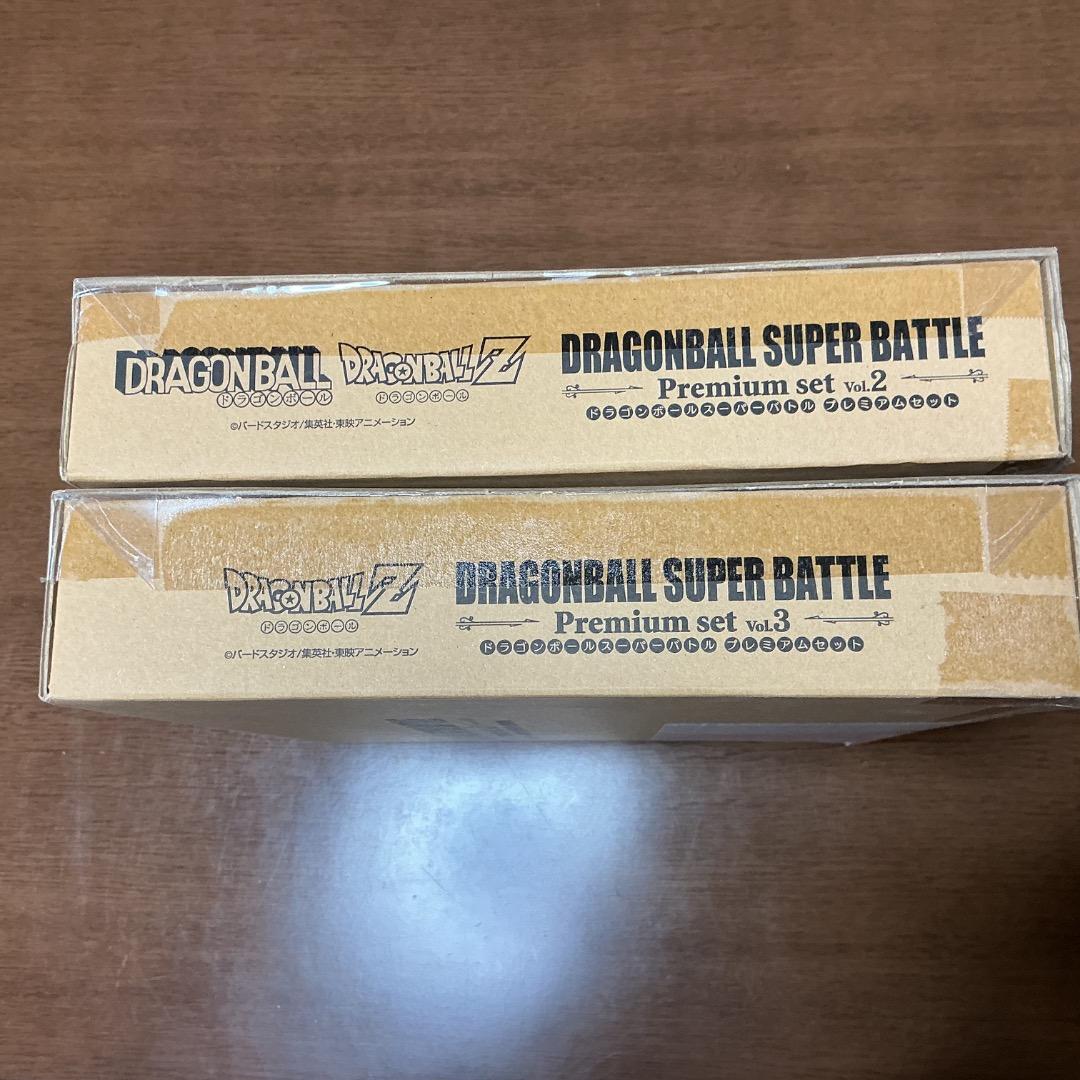 DRAGONBALL
ドラゴンボール
DRAGONBALL Z
ドラゴンボール
©バードスタジオ/集英社・東映アニメーション
DRAGONBALL SUPER BATTLE
Premium set Vol.2
ドラゴンボールスーパーバトル プレミアムセット
DRAGONBALL Z
ドラゴンボール
©バードスタジオ/集英社・東映アニメーション
DRAGONBALL SUPER BATTLE
Premium set Vol.3
ドラゴンボールスーパーバトル プレミアムセット